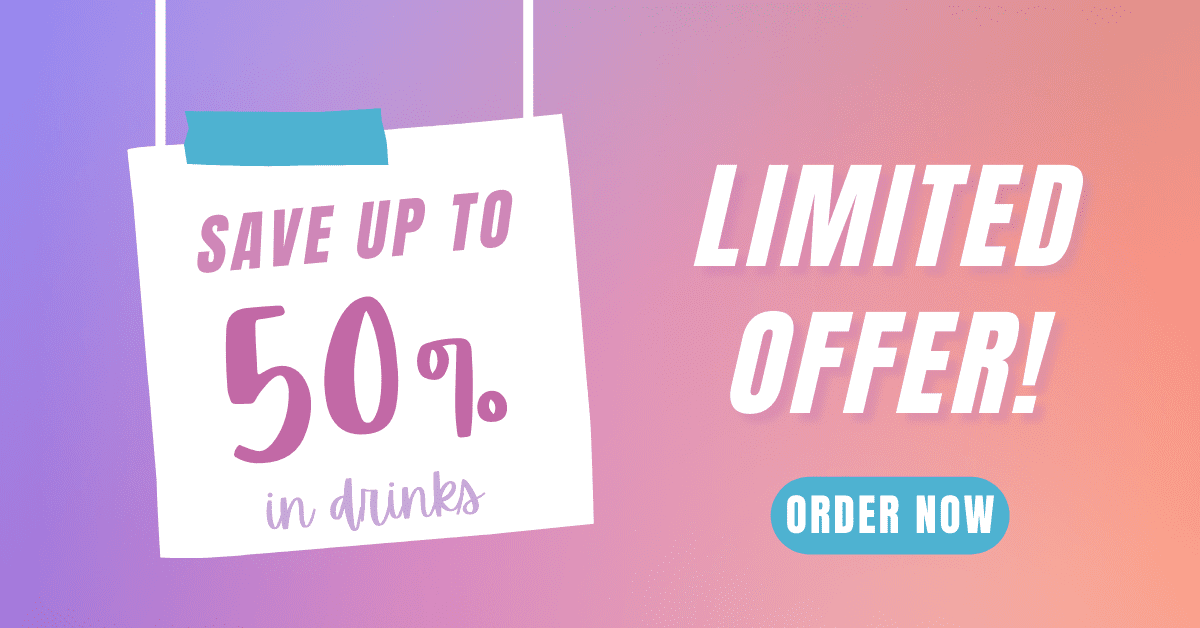 SAVE UP TO
50%
in drinks
LIMITED
OFFER!
ORDER NOW